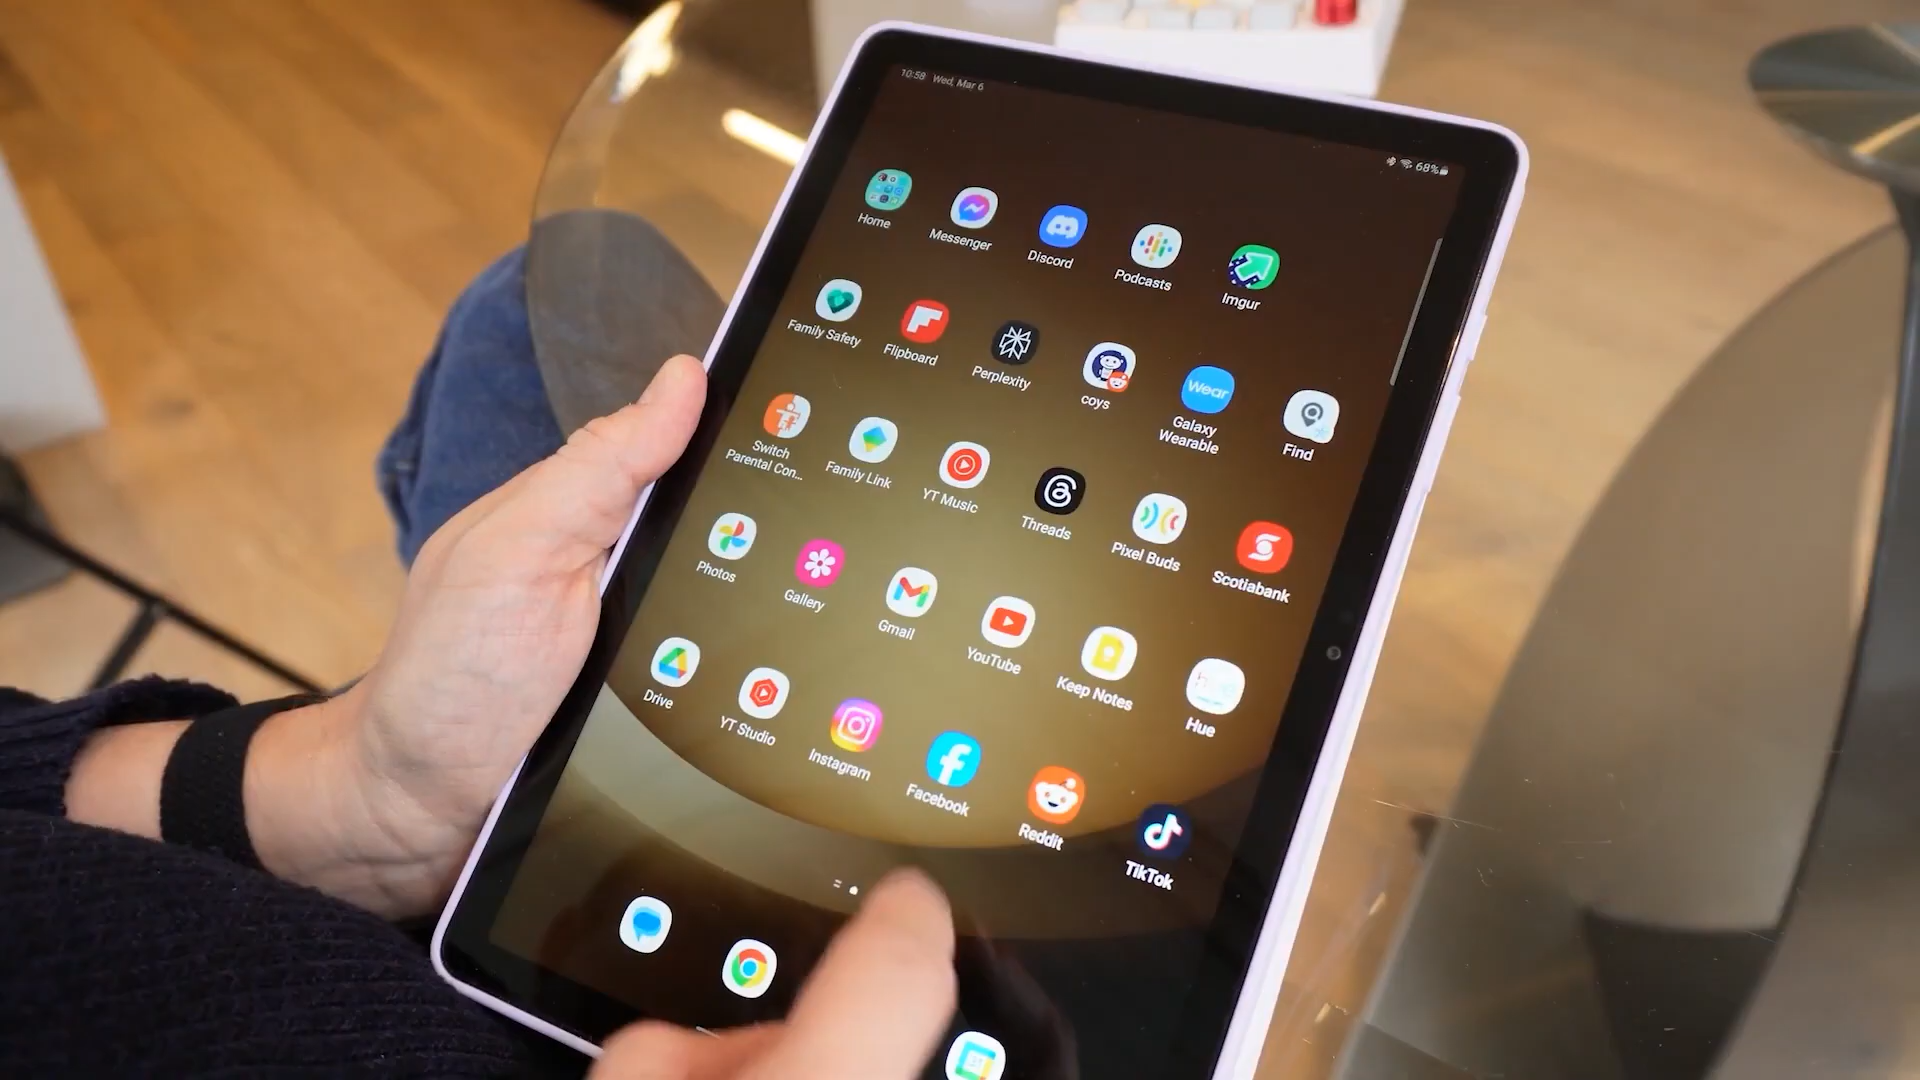 10:58 Wed, Mar 6
68%
Home
Messenger
Discord
Podcasts
Imgur
Family Safety
Flipboard
Perplexity
coys
Wear
Galaxy
Wearable
Find
Switch
Parental Con...
Family Link
YT Music
Threads
Pixel Buds
Scotiabank
Photos
Gallery
Gmail
YouTube
Keep Notes
Hue
Drive
YT Studio
Instagram
Facebook
Reddit
TikTok
31